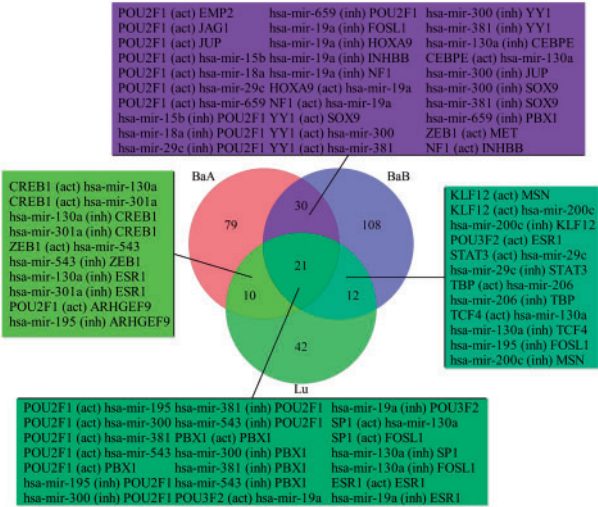 POU2F1 (act) EMP2 hsa-mir-659 (inh) POU2F1 hsa-mir-300 (inh) YY1
POU2F1 (act) JAG1 hsa-mir-19a (inh) FOSL1 hsa-mir-381 (inh) YY1
POU2F1 (act) JUP hsa-mir-19a (inh) HOXA9 hsa-mir-130a (inh) CEBPE
POU2F1 (act) hsa-mir-15b hsa-mir-19a (inh) INHBB CEBPE (act) hsa-mir-130a
POU2F1 (act) hsa-mir-18a hsa-mir-19a (inh) NF1 hsa-mir-300 (inh) JUP
POU2F1 (act) hsa-mir-29c HOXA9 (act) hsa-mir-19a hsa-mir-300 (inh) SOX9
POU2F1 (act) hsa-mir-659 NF1 (act) hsa-mir-19a hsa-mir-381 (inh) SOX9
hsa-mir-15b (inh) POU2F1 YY1 (act) SOX9 hsa-mir-659 (inh) PBX1
hsa-mir-18a (inh) POU2F1 YY1 (act) hsa-mir-300 ZEB1 (act) MET
hsa-mir-29c (inh) POU2F1 YY1 (act) hsa-mir-381 NF1 (act) INHBB
BaA
BaB
30
79
108
21
10
12
42
Lu
CREB1 (act) hsa-mir-130a
CREB1 (act) hsa-mir-301a
hsa-mir-130a (inh) CREB1
hsa-mir-301a (inh) CREB1
ZEB1 (act) hsa-mir-543
hsa-mir-543 (inh) ZEB1
hsa-mir-130a (inh) ESR1
hsa-mir-301a (inh) ESR1
POU2F1 (act) ARHGEF9
hsa-mir-195 (inh) ARHGEF9
KLF12 (act) MSN
KLF12 (act) hsa-mir-200c
hsa-mir-200c (inh) KLF12
POU3F2 (act) ESR1
STAT3 (act) hsa-mir-29c
hsa-mir-29c (inh) STAT3
TBP (act) hsa-mir-206
hsa-mir-206 (inh) TBP
TCF4 (act) hsa-mir-130a
hsa-mir-130a (inh) TCF4
hsa-mir-195 (inh) FOSL1
hsa-mir-200c (inh) MSN
POU2F1 (act) hsa-mir-195 hsa-mir-381 (inh) POU2F1 hsa-mir-19a (inh) POU3F2
POU2F1 (act) hsa-mir-300 hsa-mir-543 (inh) POU2F1 SP1 (act) hsa-mir-130a
POU2F1 (act) hsa-mir-381 PBX1 (act) PBX1 SP1 (act) FOSL1
POU2F1 (act) hsa-mir-543 hsa-mir-300 (inh) PBX1 hsa-mir-130a (inh) SP1
POU2F1 (act) PBX1 hsa-mir-381 (inh) PBX1 hsa-mir-130a (inh) FOSL1
hsa-mir-195 (inh) POU2F1 hsa-mir-543 (inh) PBX1 ESR1 (act) ESR1
hsa-mir-300 (inh) POU2F1 POU3F2 (act) hsa-mir-19a hsa-mir-19a (inh) ESR1